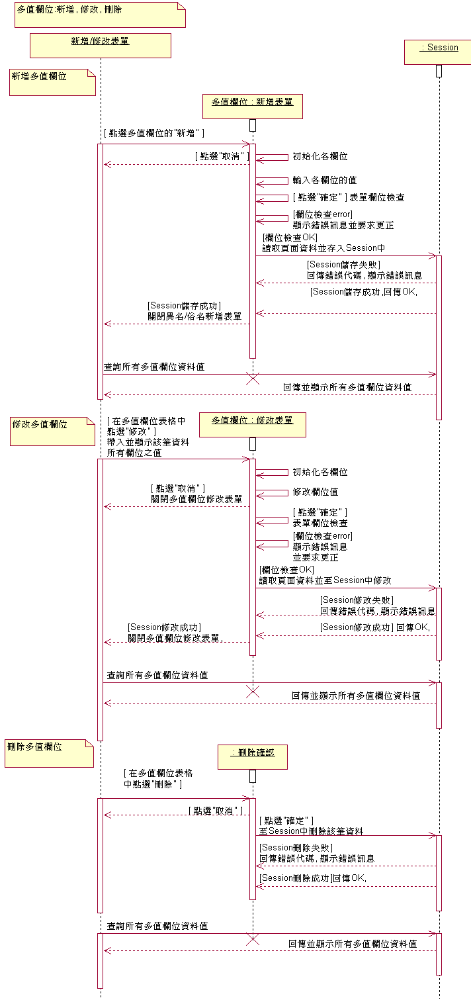 多值欄位:新增,修改,刪除
新增/修改表單
: Session
新增多值欄位
多值欄位 : 新增表單
[ 點選多值欄位的"新增" ]
[ 點選"取消" ]
初始化各欄位
輸入各欄位的值
[ 點選"確定" ] 表單欄位檢查
[欄位檢查error]
顯示錯誤訊息並要求更正
[欄位檢查OK]
讀取頁面資料並存入Session中
[Session儲存失敗]
回傳錯誤代碼,顯示錯誤訊息
[Session儲存成功,回傳OK,
[Session儲存成功]
關閉異名/俗名新增表單
查詢所有多值欄位資料值
回傳並顯示所有多值欄位資料值
修改多值欄位
[ 在多值欄位表格中
點選"修改" ]
帶入並顯示該筆資料
所有欄位之值
多值欄位 : 修改表單
初始化各欄位
[ 點選"取消" ]
關閉多值欄位修改表單
修改欄位值
[ 點選"確定" ]
表單欄位檢查
[欄位檢查error]
顯示錯誤訊息
並要求更正
[欄位檢查OK]
讀取頁面資料並至Session中修改
[Session修改失敗]
回傳錯誤代碼,顯示錯誤訊息
[Session修改成功] 回傳OK,
[Session修改成功]
關閉多值欄位修改表單,
查詢所有多值欄位資料值
回傳並顯示所有多值欄位資料值
刪除多值欄位
: 刪除確認
[ 在多值欄位表格
中點選"刪除" ]
[ 點選"取消" ]
[ 點選"確定" ]
至Session中刪除該筆資料
[Session刪除失敗]
回傳錯誤代碼,顯示錯誤訊息
[Session刪除成功]回傳OK,
查詢所有多值欄位資料值
回傳並顯示所有多值欄位資料值